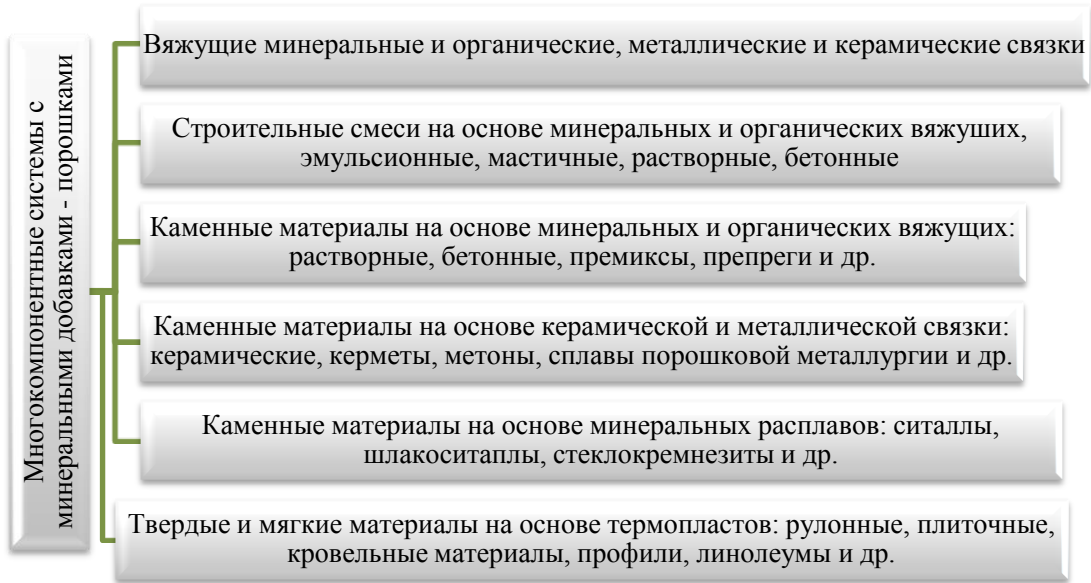 Многокомпонентные системы с
минеральными добавками - порошками
Вяжущие минеральные и органические, металлические и керамические связки
Строительные смеси на основе минеральных и органических вяжуших,
эмульсионные, мастичные, растворные, бетонные
Каменные материалы на основе минеральных и органических вяжущих:
растворные, бетонные, премиксы, препреги и др.
Каменные материалы на основе керамической и металлической связки:
керамические, керметы, метоны, сплавы порошковой металлургии и др.
Каменные материалы на основе минеральных расплавов: ситаллы,
шлакоситаплы, стеклокремнезиты и др.
Твердые и мягкие материалы на основе термопластов: рулонные, плиточные,
кровельные материалы, профили, линолеумы и др.